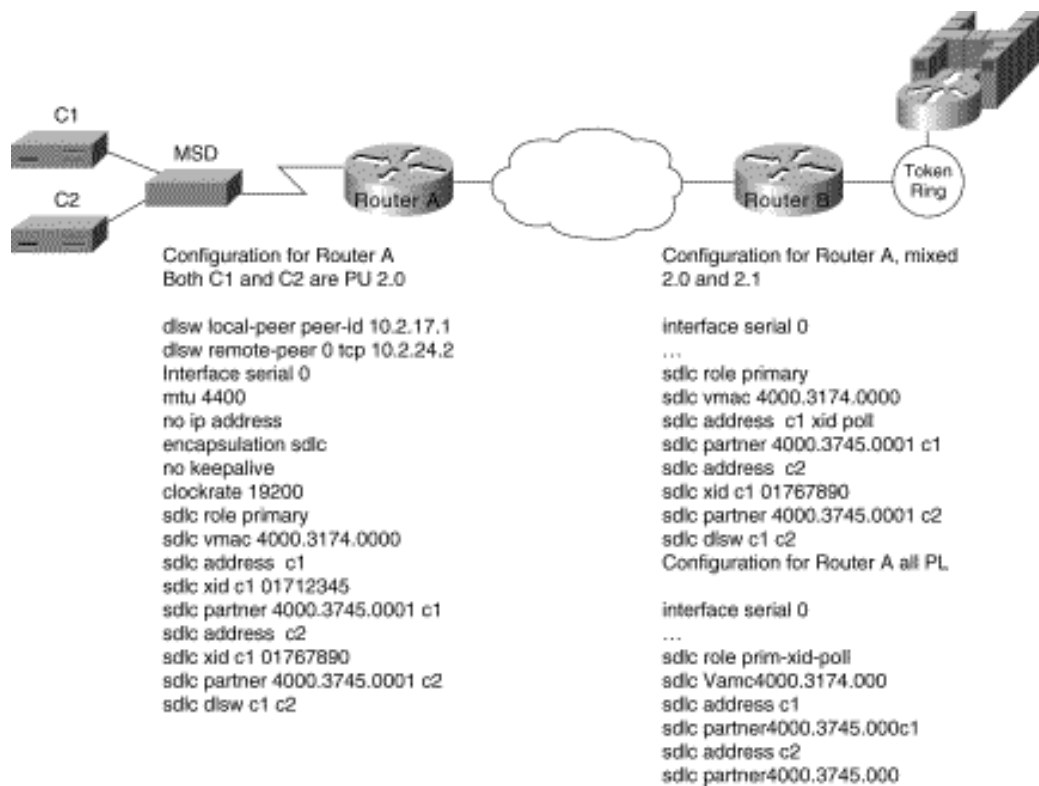 C1
MSD
C2
Router A
Router B
Token
Ring
Configuration for Router A
Both C1 and C2 are PU 2.0
dlsw local-peer peer-id 10.2.17.1
dlsw remote-peer 0 tcp 10.2.24.2
Interface serial 0
mtu 4400
no ip address
encapsulation sdlc
no keepalive
clockrate 19200
sdlc role primary
sdlc vmac 4000.3174.0000
sdlc address c1
sdlc xid c1 01712345
sdlc partner 4000.3745.0001 c1
sdlc address c2
sdlc xid c1 01767890
sdlc partner 4000.3745.0001 c2
sdlc dlsw c1 c2
Configuration for Router A, mixed
2.0 and 2.1
interface serial 0
...
sdlc role primary
sdlc vmac 4000.3174.0000
sdlc address c1 xid poll
sdlc partner 4000.3745.0001 c1
sdlc address c2
sdlc xid c1 01767890
sdlc partner 4000.3745.0001 c2
sdlc dlsw c1 c2
Configuration for Router A all PL
interface serial 0
...
sdlc role prim-xid-poll
sdlc Vamc4000.3174.000
sdlc address c1
sdlc partner4000.3745.000c1
sdlc address c2
sdlc partner4000.3745.000